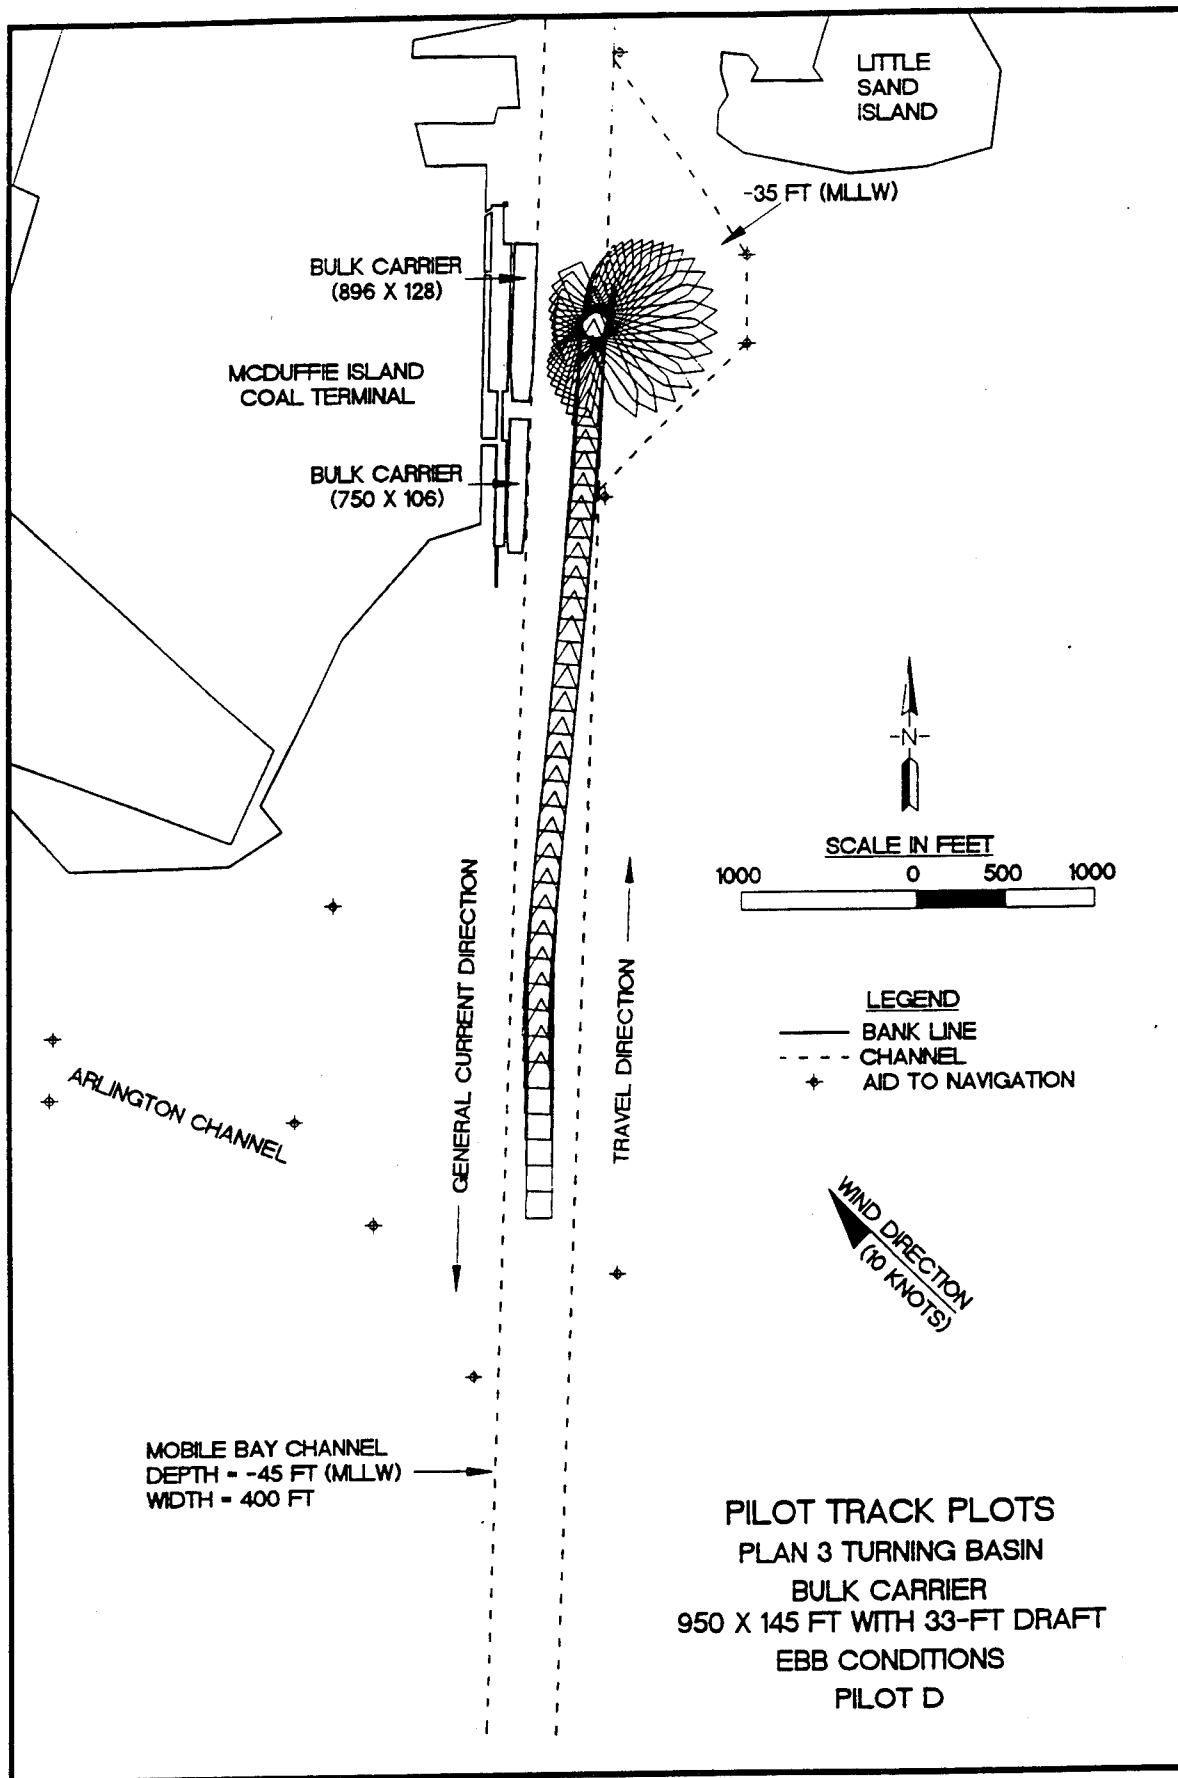 LITTLE
SAND
ISLAND
-35 FT (MLLW)
BULK CARRIER
(896 X 128)
MCDUFFIE ISLAND
COAL TERMINAL
BULK CARRIER
(750 X 106)
-N-
SCALE IN FEET
1000 0 500 1000
GENERAL CURRENT DIRECTION
TRAVEL DIRECTION
LEGEND
BANK LINE
CHANNEL
AID TO NAVIGATION
ARLINGTON CHANNEL
WIND DIRECTION
(10 KNOTS)
MOBILE BAY CHANNEL
DEPTH = -45 FT (MLLW)
WIDTH = 400 FT
PILOT TRACK PLOTS
PLAN 3 TURNING BASIN
BULK CARRIER
950 X 145 FT WITH 33-FT DRAFT
EBB CONDITIONS
PILOT D